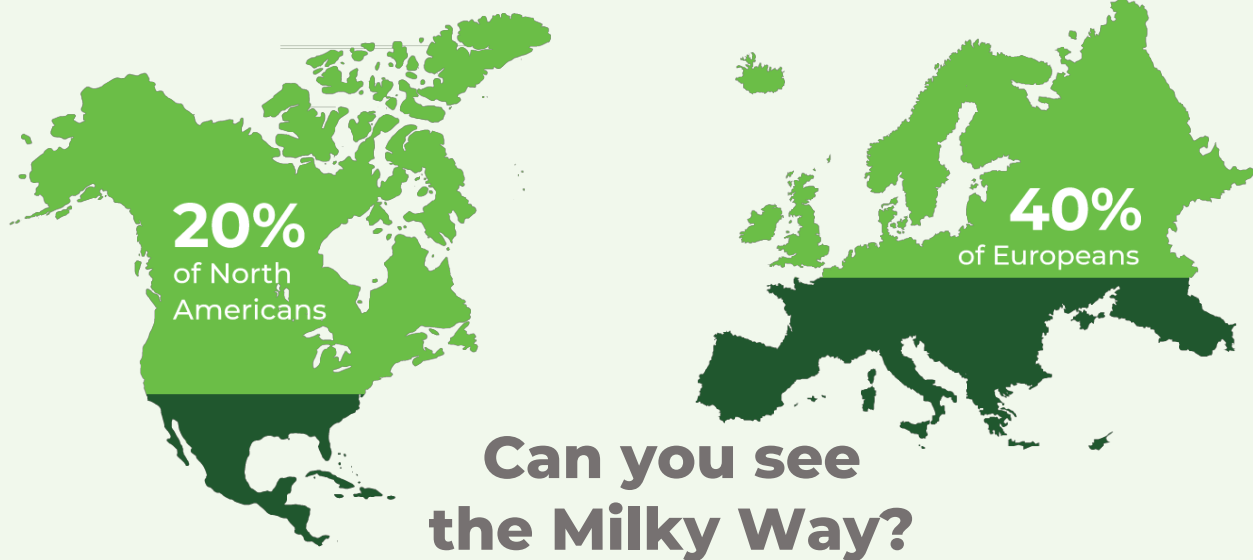 20%
of North
Americans
40%
of Europeans
Can you see
the Milky Way?